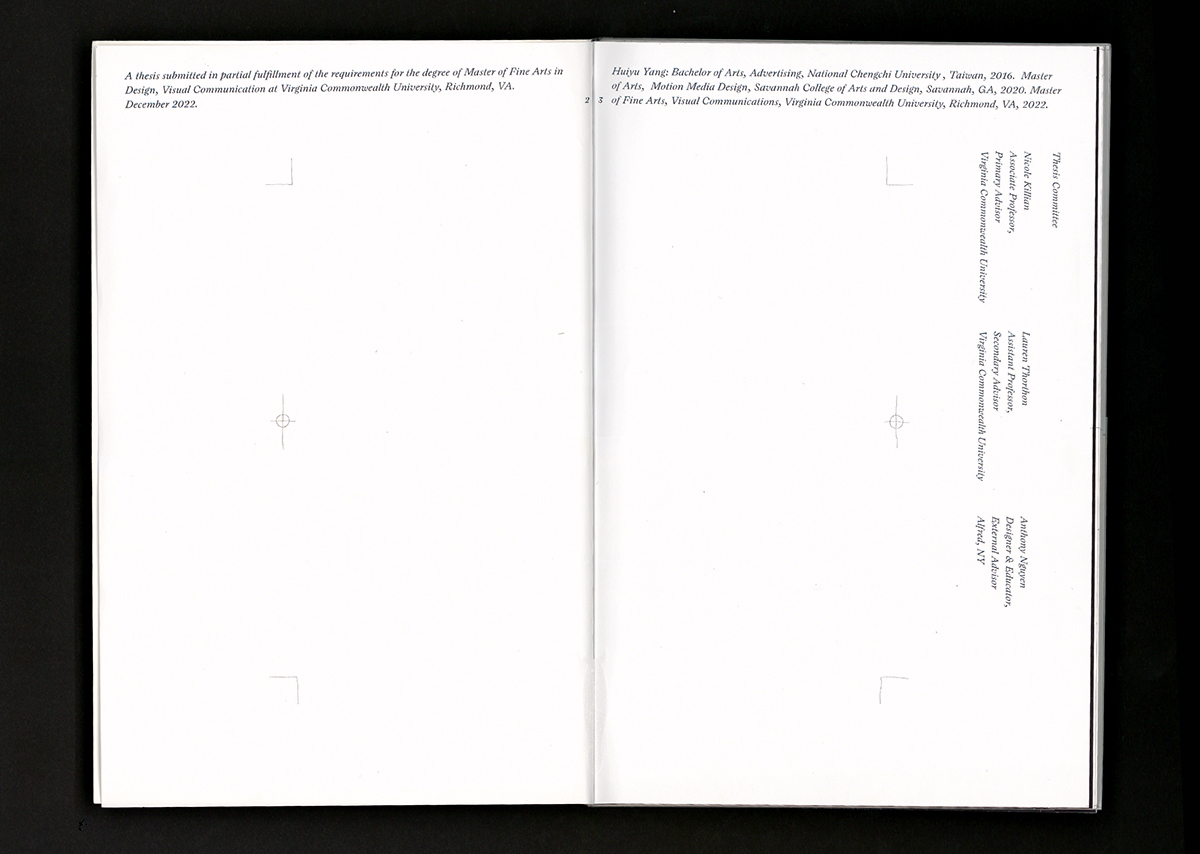 A thesis submitted in partial fulfillment of the requirements for the degree of Master of Fine Arts in
Design, Visual Communication at Virginia Commonwealth University, Richmond, VA.
December 2022.
2
3
Huiyu Yang: Bachelor of Arts, Advertising, National Chengchi University , Taiwan, 2016. Master
of Arts, Motion Media Design, Savannah College of Arts and Design, Savannah, GA, 2020. Master
of Fine Arts, Visual Communications, Virginia Commonwealth University, Richmond, VA, 2022.
Thesis Committee
Nicole Killian
Associate Professor,
Primary Advisor
Virginia Commonwealth University
Lauren Thorthon
Assistant Professor,
Secondary Advisor
Virginia Commonwealth University
Anthony Nguyen
Designer & Educator,
External Advisor
Alfred, NY